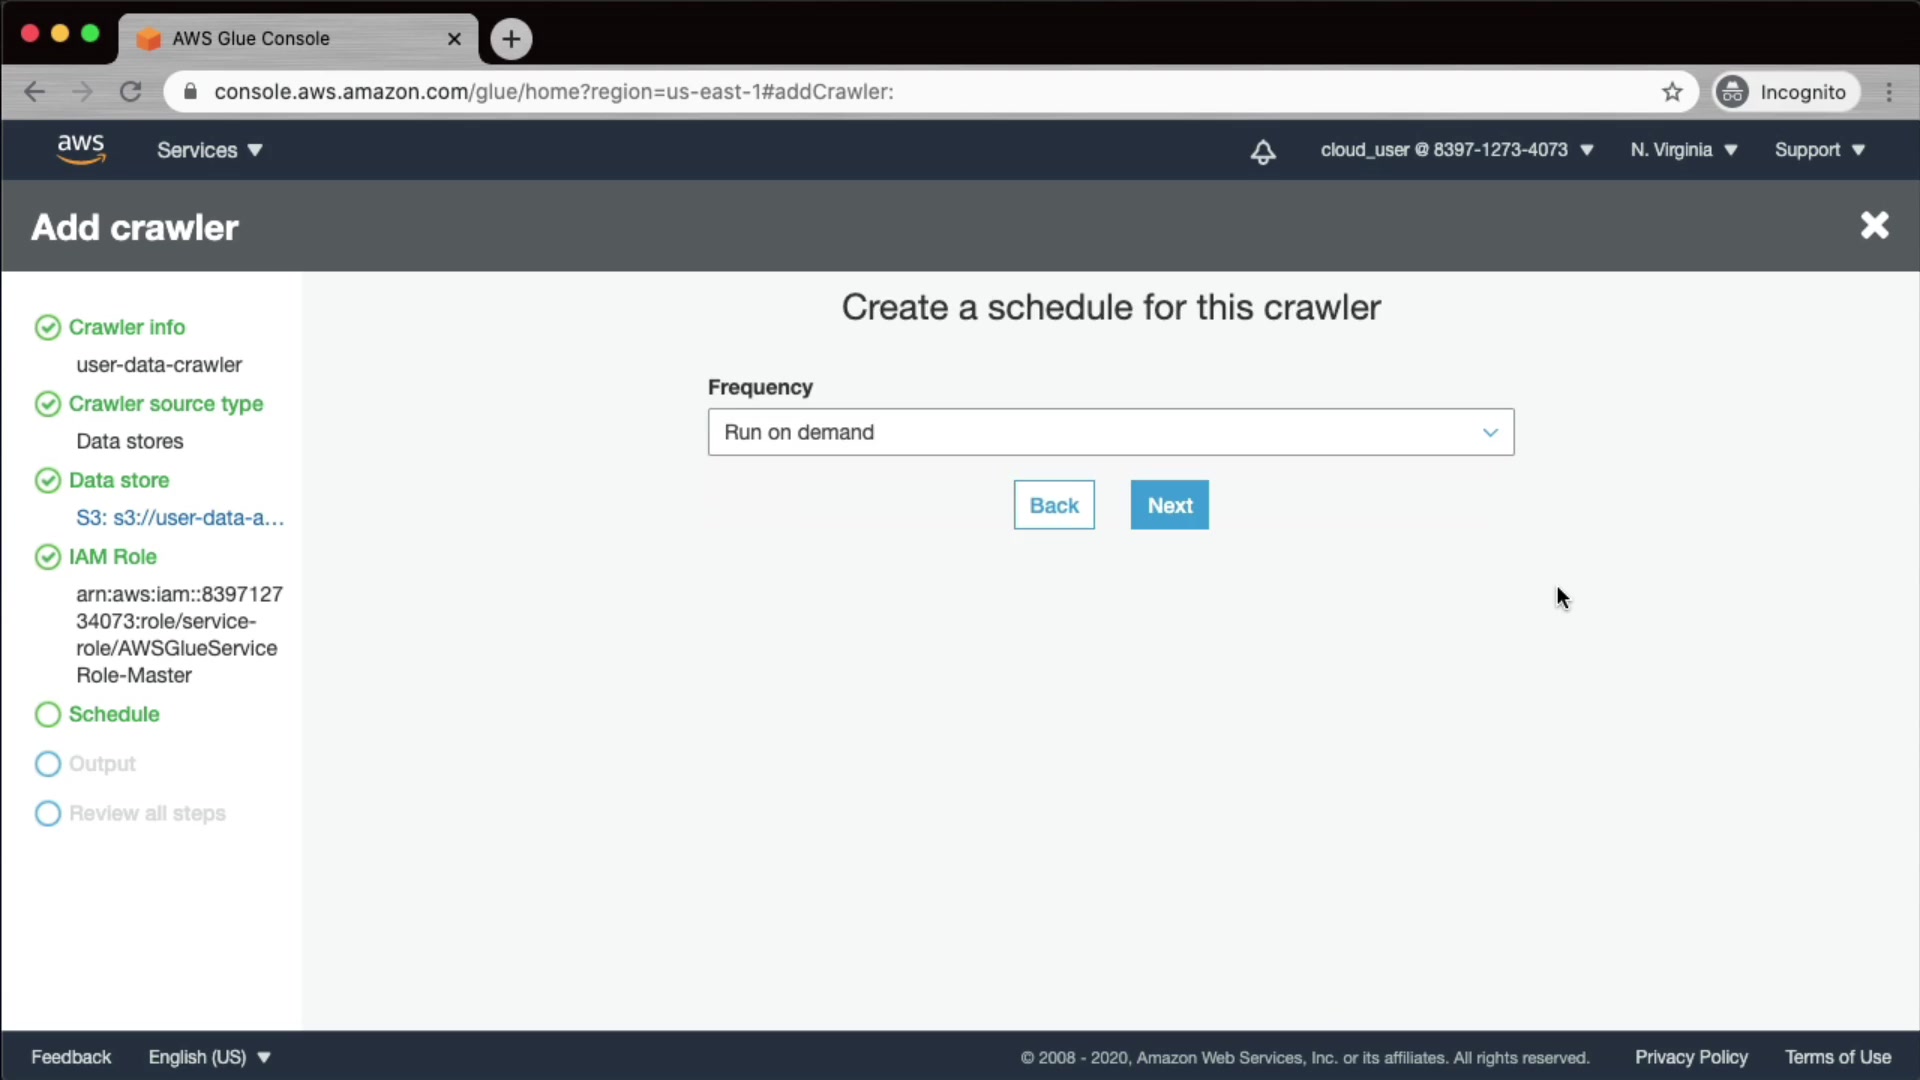 AWS Glue Console
console.aws.amazon.com/glue/home?region=us-east-1#addCrawler:
Incognito
aws
Services
cloud_user @ 8397-1273-4073
N. Virginia
Support
Add crawler
Crawler info
user-data-crawler
Crawler source type
Data stores
Data store
S3: s3://user-data-a...
IAM Role
arn:aws:iam::8397127
34073:role/service-
role/AWSGlueService
Role-Master
Schedule
Output
Review all steps
Create a schedule for this crawler
Frequency
Run on demand
Back
Next
Feedback
English (US)
© 2008 - 2020, Amazon Web Services, Inc. or its affiliates. All rights reserved.
Privacy Policy
Terms of Use